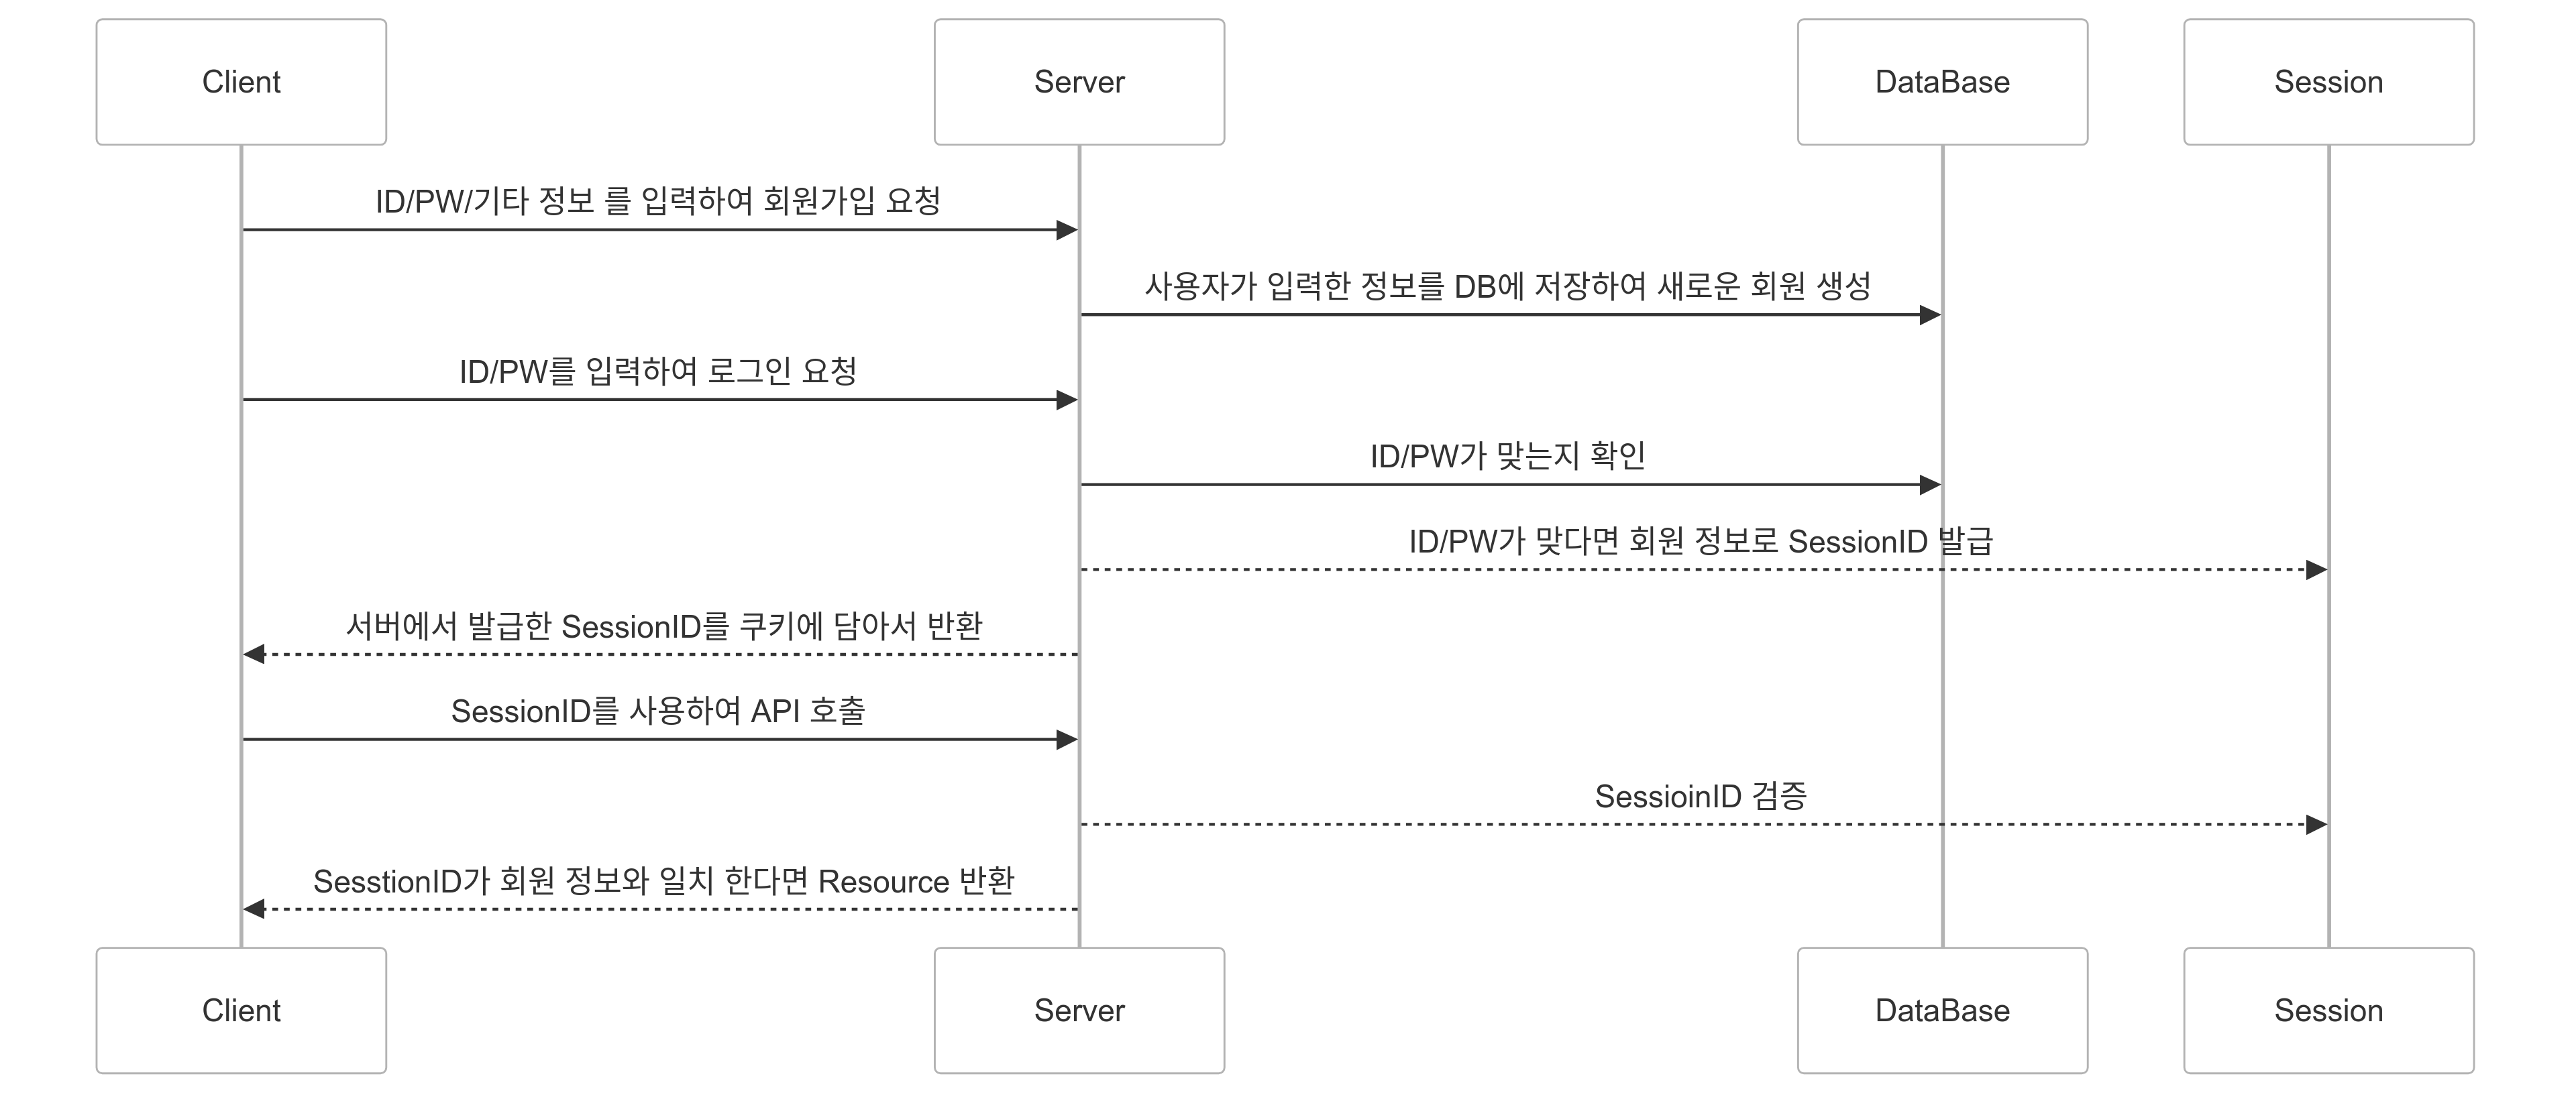 Client
Server
DataBase
Session
ID/PW/기타 정보 를 입력하여 회원가입 요청
사용자가 입력한 정보를 DB에 저장하여 새로운 회원 생성
ID/PW를 입력하여 로그인 요청
ID/PW가 맞는지 확인
ID/PW가 맞다면 회원 정보로 SessionID 발급
서버에서 발급한 SessionID를 쿠키에 담아서 반환
SessionID를 사용하여 API 호출
SessioinID 검증
SesstionID가 회원 정보와 일치 한다면 Resource 반환
Client
Server
DataBase
Session